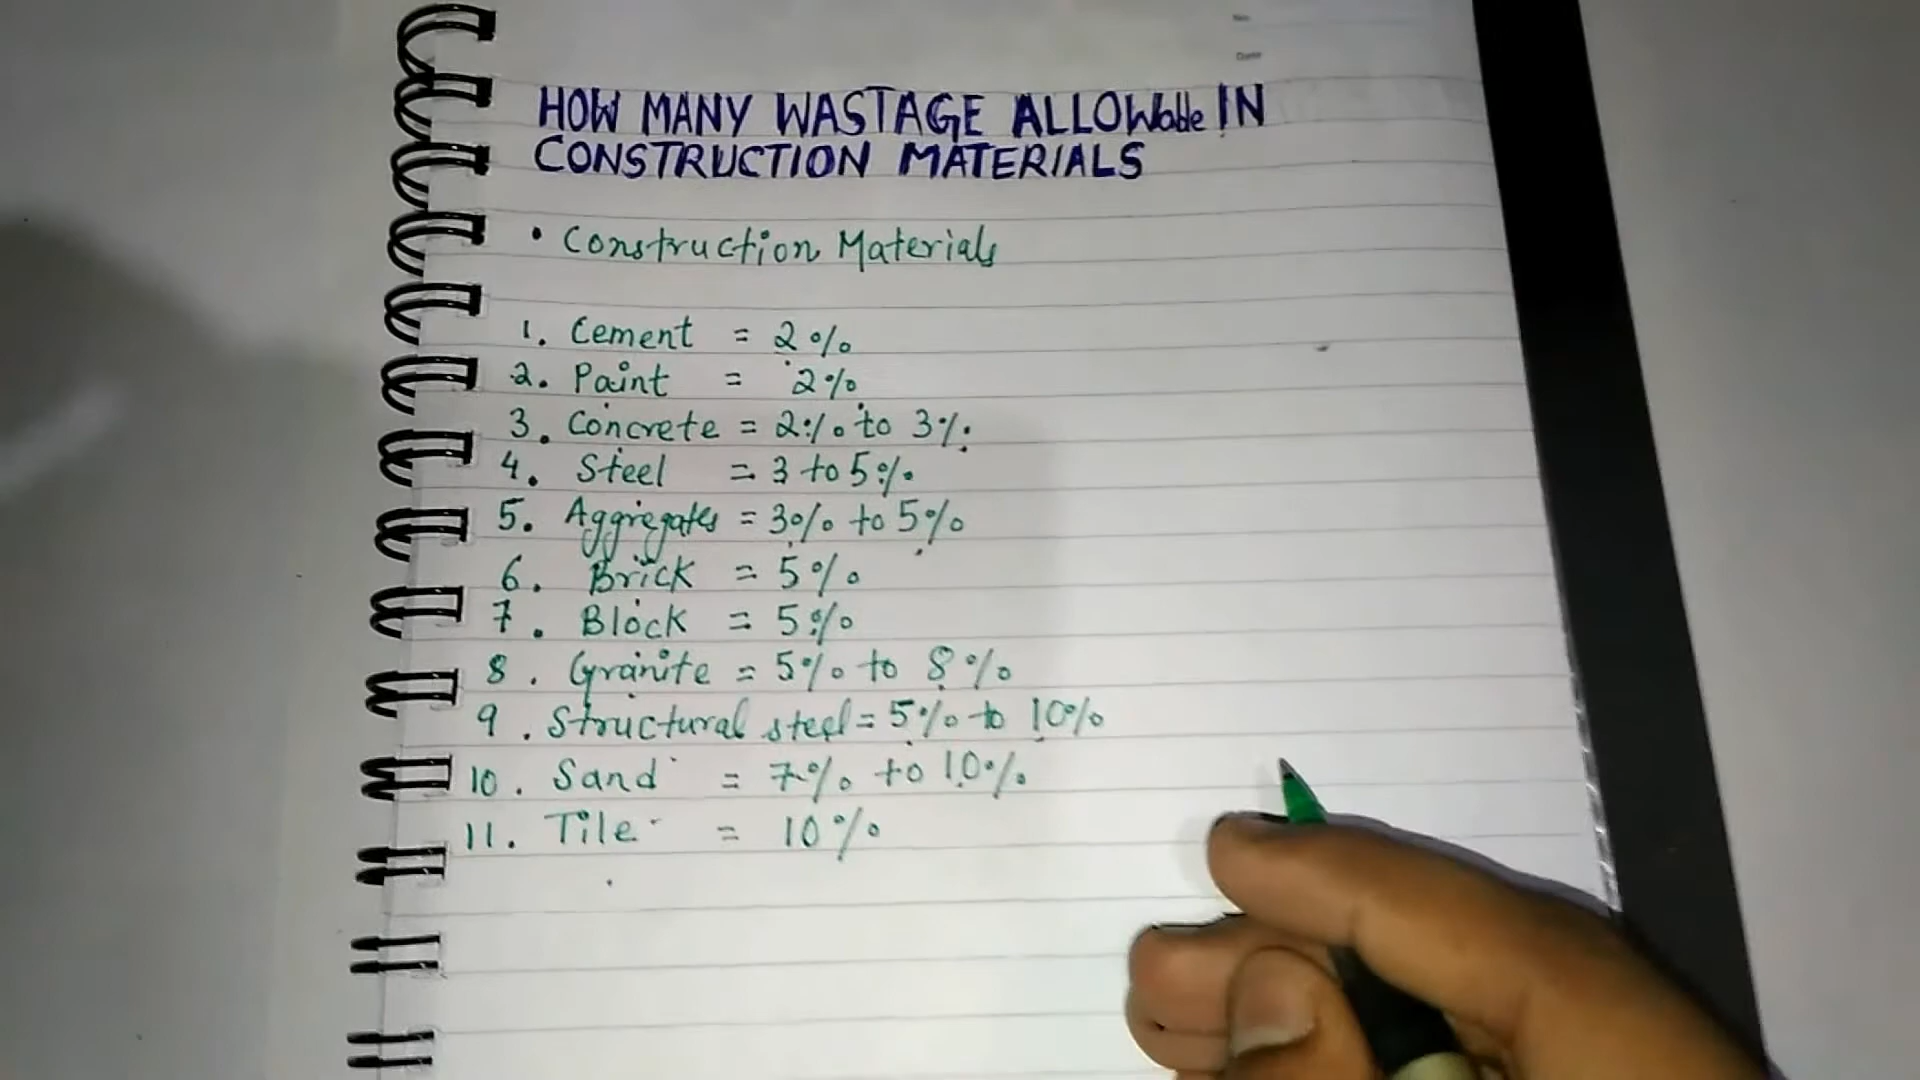 No.
Date
HOW MANY WASTAGE ALLOWable IN
CONSTRUCTION MATERIALS
• Construction Materials
1. Cement = 2%
2. Paint = 2%
3. Concrete = 2% to 3%
4. Steel = 3 to 5%
5. Aggregates = 3% to 5%
6. Brick = 5%
7. Block = 5%
8. Granite = 5% to 8%
9. Structural steel = 5% to 10%
10. Sand = 7% to 10%
11. Tile = 10%